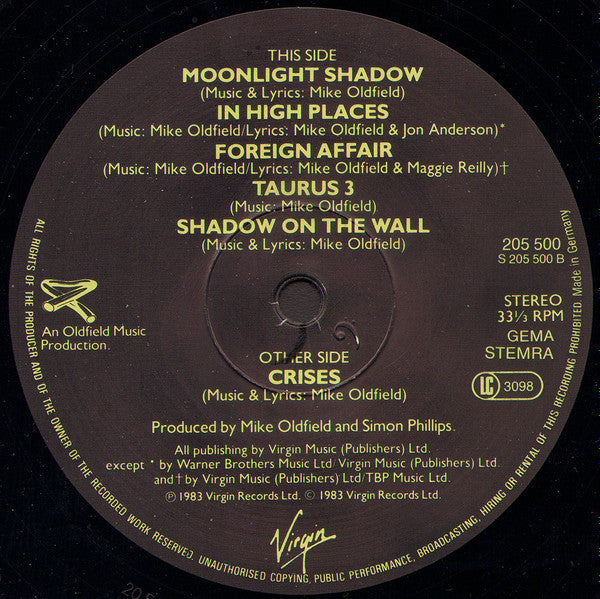 THIS SIDE
MOONLIGHT SHADOW
(Music & Lyrics: Mike Oldfield)
IN HIGH PLACES
(Music: Mike Oldfield/Lyrics: Mike Oldfield & Jon Anderson)*
FOREIGN AFFAIR
(Music: Mike Oldfield/Lyrics: Mike Oldfield & Maggie Reilly)†
TAURUS 3
(Music: Mike Oldfield)
SHADOW ON THE WALL
(Music & Lyrics: Mike Oldfield)
205 500
S 205 500 B
STEREO
33⅓ RPM
GEMA
STEMRA
LC 3098
An Oldfield Music
Production.
OTHER SIDE
CRISES
(Music & Lyrics: Mike Oldfield)
Produced by Mike Oldfield and Simon Phillips.
All publishing by Virgin Music (Publishers) Ltd.
except * by Warner Brothers Music Ltd/Virgin Music (Publishers) Ltd.
and † by Virgin Music (Publishers) Ltd/TBP Music Ltd.
℗ 1983 Virgin Records Ltd. © 1983 Virgin Records Ltd.
Virgin
ALL RIGHTS OF THE PRODUCER AND OF THE OWNER OF THE RECORDED WORK RESERVED. UNAUTHORISED COPYING, PUBLIC PERFORMANCE, BROADCASTING, HIRING OR RENTAL OF THIS RECORDING PROHIBITED. Made in Germany